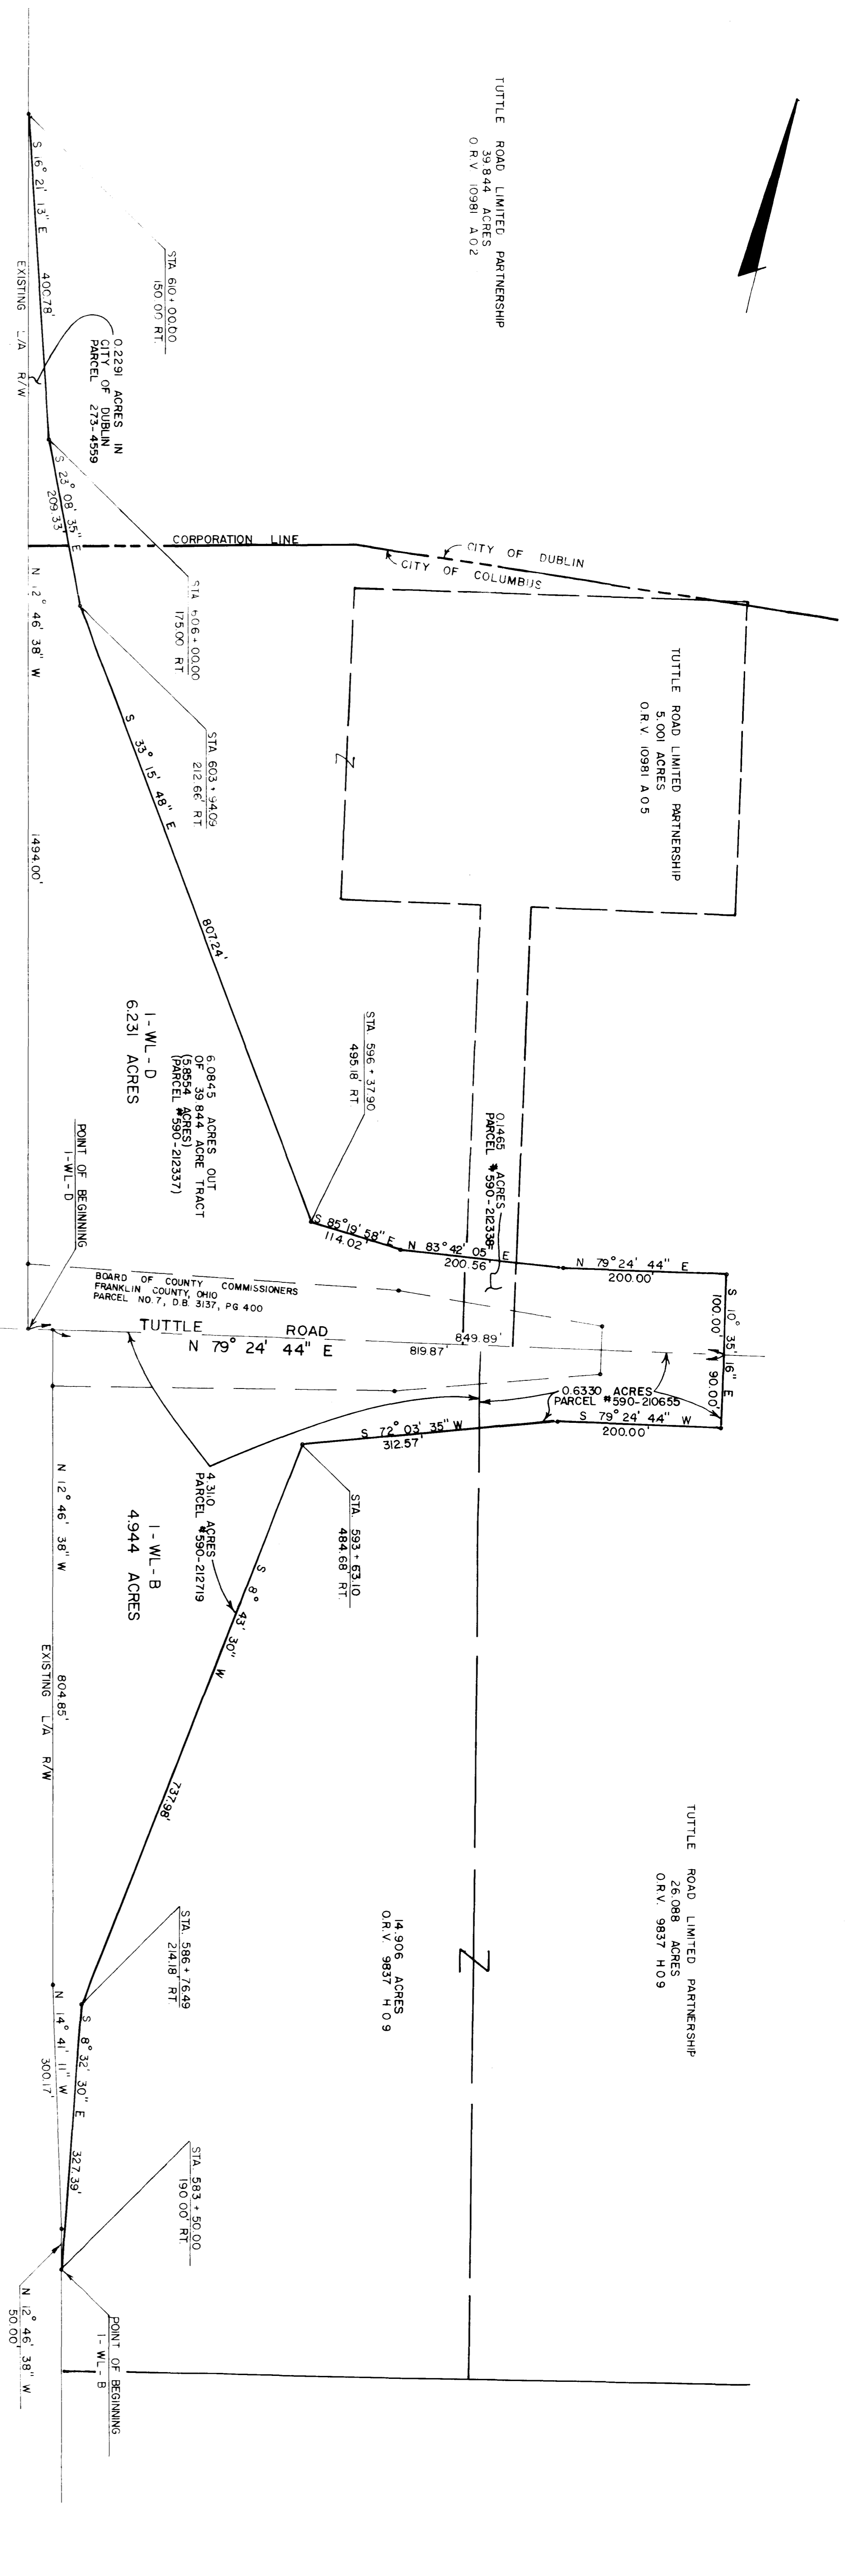 TUTTLE ROAD LIMITED PARTNERSHIP
39.844 ACRES
O.R.V. 10981 A02
S 16° 21' 13" E
400.78'
EXISTING L/A R/W
STA 610 + 00.00
150.00 RT.
0.2291 ACRES IN
CITY OF DUBLIN
PARCEL 273-4559
S 23° 08' 35" E
209.33'
CORPORATION LINE
CITY OF DUBLIN
CITY OF COLUMBUS
N 12° 46' 38" W
1494.00'
STA 606 + 00.00
175.00 RT.
STA 603 + 94.09
212.66' RT.
S 33° 15' 48" E
807.24'
TUTTLE ROAD LIMITED PARTNERSHIP
5.001 ACRES
O.R.V. 10981 A05
1-WL-D
6.231 ACRES
6.0845 ACRES OUT
OF 39.844 ACRE TRACT
(5.8554 ACRES)
(PARCEL #590-212337)
STA. 596 + 37.90
495.18' RT.
0.1465 ACRES
PARCEL #590-212338
POINT OF BEGINNING
1-WL-D
S 85° 19' 58" E
114.02'
N 83° 42' 05" E
200.56'
N 79° 24' 44" E
200.00'
S 10° 35' 16" E
100.00'
90.00'
BOARD OF COUNTY COMMISSIONERS
FRANKLIN COUNTY, OHIO
PARCEL NO. 7, D.B. 3137, PG 400
TUTTLE ROAD
N 79° 24' 44" E
849.89'
819.87'
0.6330 ACRES
PARCEL #590-210655
S 79° 24' 44" W
200.00'
S 72° 03' 35" W
312.57'
N 12° 46' 38" W
804.85'
EXISTING L/A R/W
1-WL-B
4.944 ACRES
4.310 ACRES
PARCEL #590-212719
STA. 593 + 63.10
484.68' RT.
S 8° 43' 30" W
737.98'
TUTTLE ROAD LIMITED PARTNERSHIP
26.088 ACRES
O.R.V. 9837 H09
14.906 ACRES
O.R.V. 9837 H09
STA. 586 + 76.49
214.18' RT.
N 14° 41' 11" W
300.17'
S 8° 32' 30" E
327.39'
STA. 583 + 50.00
190.00' RT.
N 12° 46' 38" W
50.00'
POINT OF BEGINNING
1-WL-B